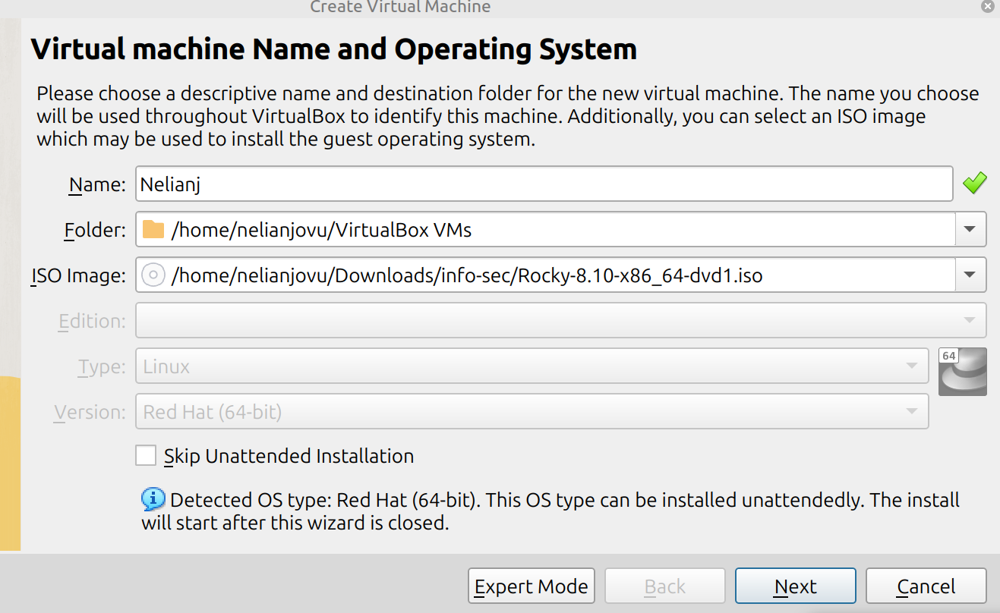 Create Virtual Machine
Virtual machine Name and Operating System
Please choose a descriptive name and destination folder for the new virtual machine. The name you choose
will be used throughout VirtualBox to identify this machine. Additionally, you can select an ISO image
which may be used to install the guest operating system.
Name: Nelianj
Folder: /home/nelianjovu/VirtualBox VMs
ISO Image: /home/nelianjovu/Downloads/info-sec/Rocky-8.10-x86_64-dvd1.iso
Edition:
Type: Linux 64
Version: Red Hat (64-bit)
Skip Unattended Installation
Detected OS type: Red Hat (64-bit). This OS type can be installed unattendedly. The install
will start after this wizard is closed.
Expert Mode Back Next Cancel